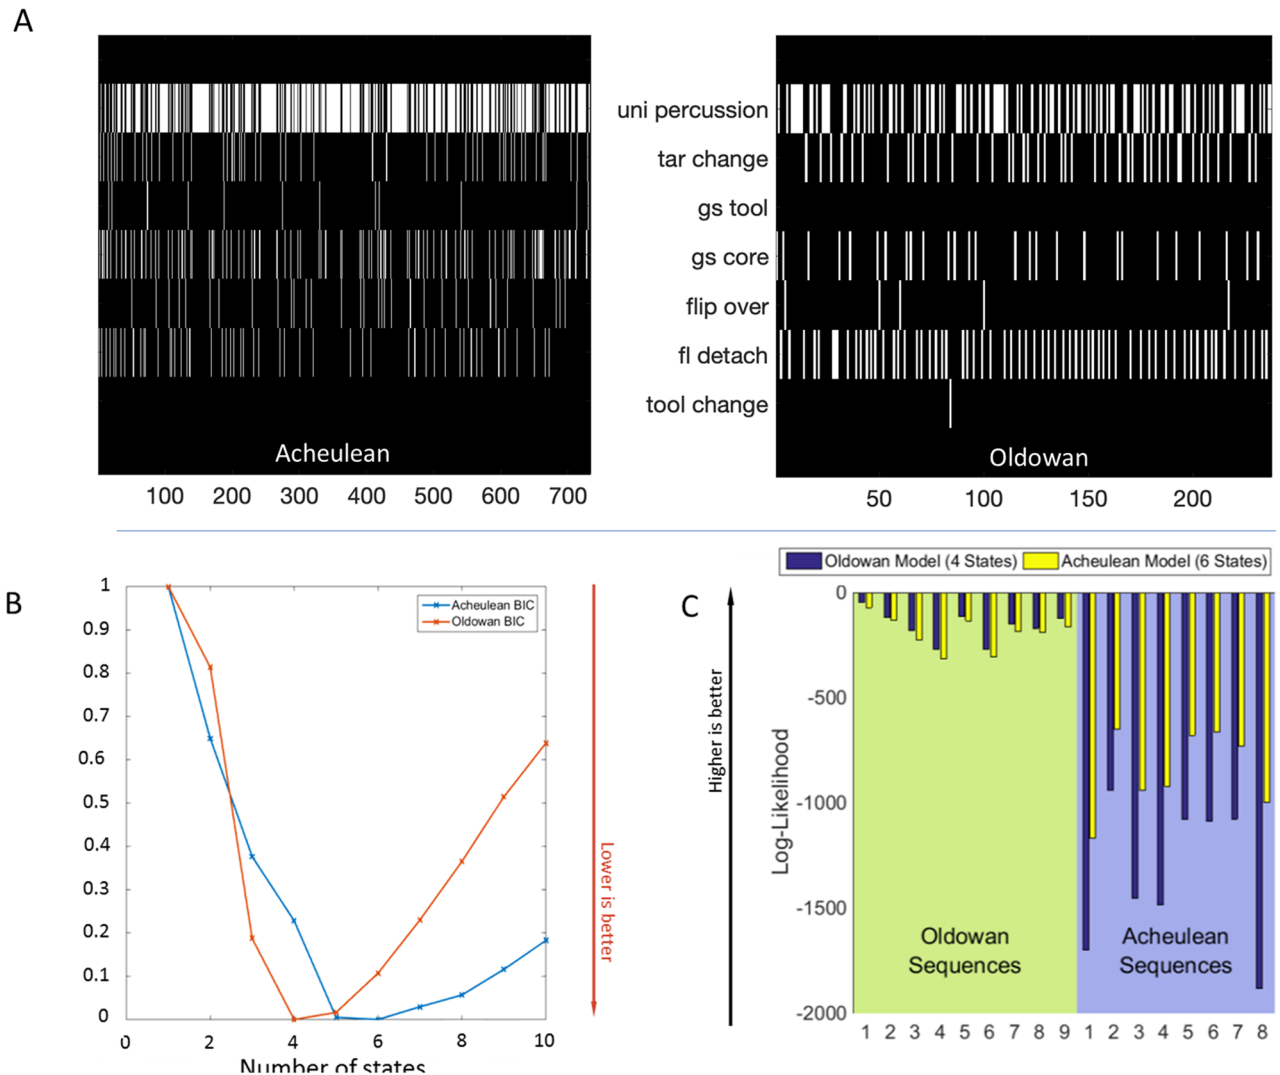 A
uni percussion
tar change
gs tool
gs core
flip over
fl detach
tool change
Acheulean
Oldowan
100 200 300 400 500 600 700
50 100 150 200
B
1
0.9
0.8
0.7
0.6
0.5
0.4
0.3
0.2
0.1
0
0 2 4 6 8 10
Number of states
Acheulean BIC
Oldowan BIC
Lower is better
C
Higher is better
Oldowan Model (4 States) Acheulean Model (6 States)
Log-Likelihood
0
-500
-1000
-1500
-2000
Oldowan
Sequences
Acheulean
Sequences
1 2 3 4 5 6 7 8 9 1 2 3 4 5 6 7 8